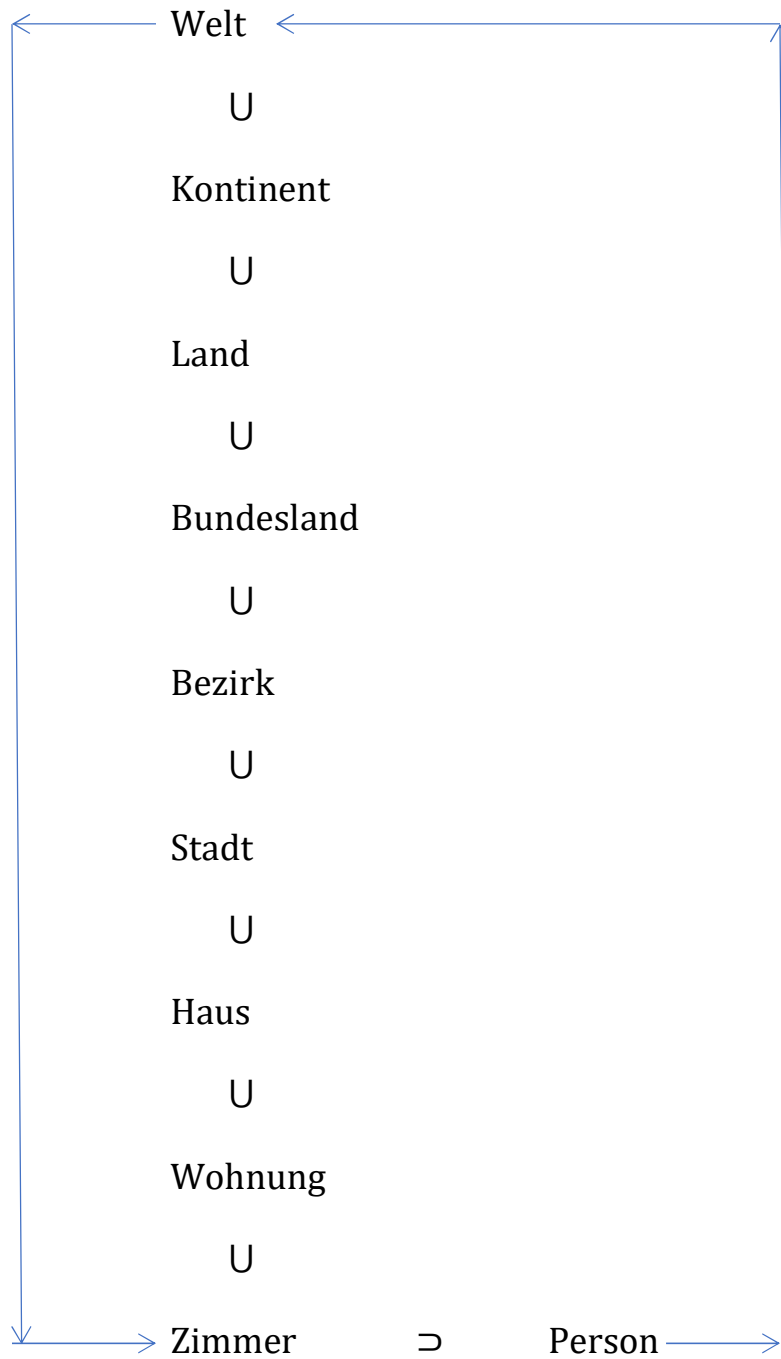 Welt
∪
Kontinent
∪
Land
∪
Bundesland
∪
Bezirk
∪
Stadt
∪
Haus
∪
Wohnung
∪
Zimmer ⊃ Person